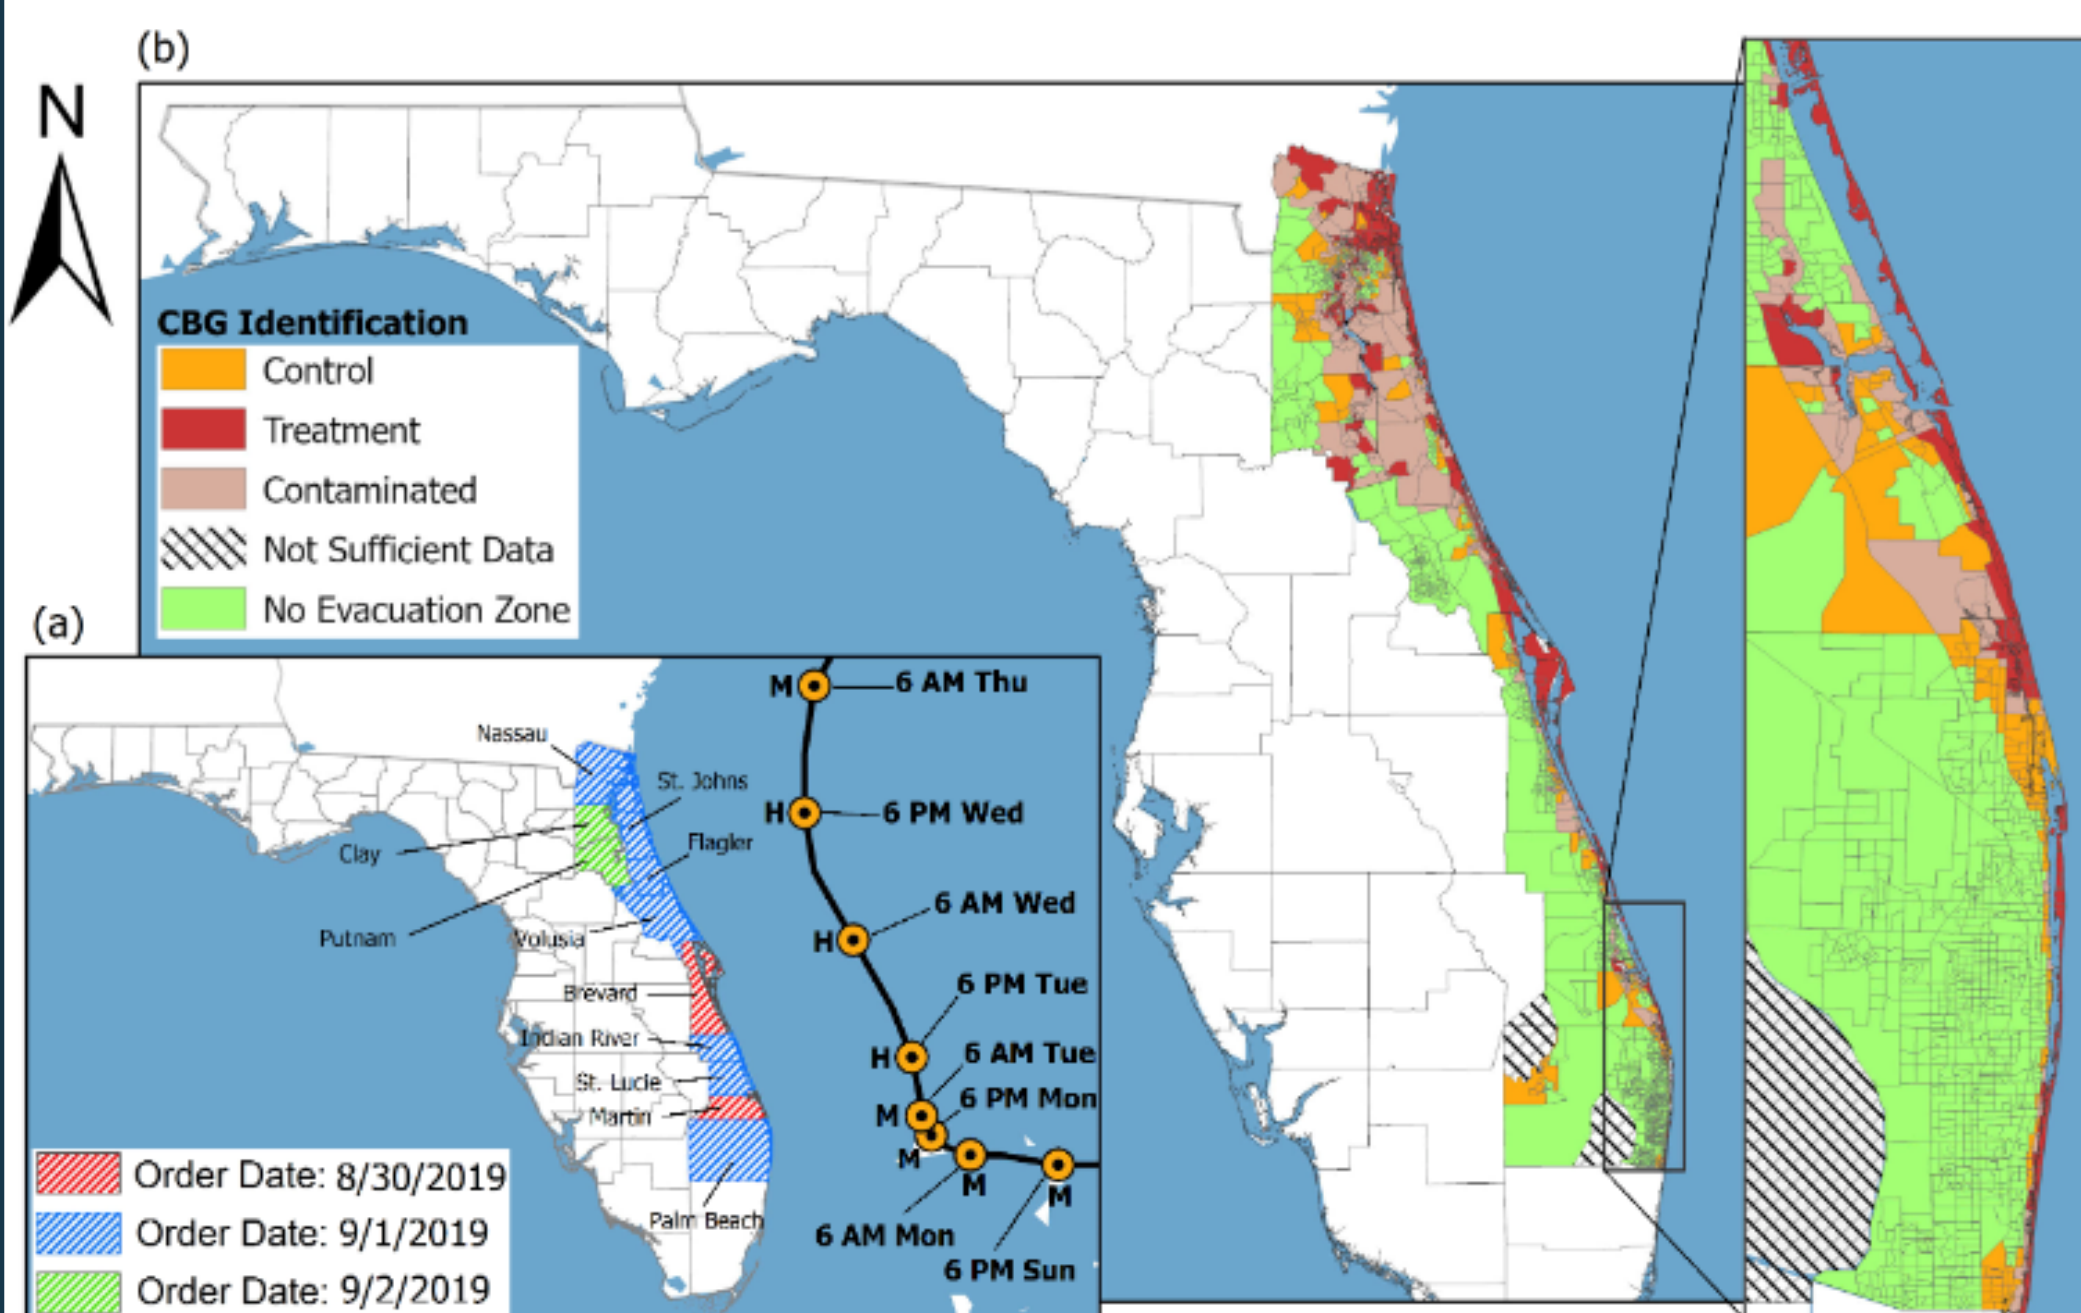 (b)
N
CBG Identification
Control
Treatment
Contaminated
Not Sufficient Data
No Evacuation Zone
(a)
M
6 AM Thu
Nassau
St. Johns
H
6 PM Wed
Flagler
Clay
6 AM Wed
H
Putnam
Volusia
6 PM Tue
Brevard
Indian River
H
6 AM Tue
St. Lucie
6 PM Mon
Martin
M
M
M
M
Order Date: 8/30/2019
Palm Beach
Order Date: 9/1/2019
6 AM Mon
6 PM Sun
Order Date: 9/2/2019